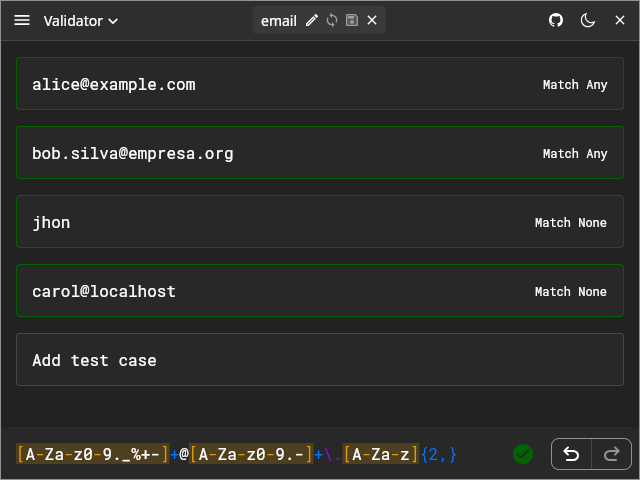 Validator
email
alice@example.com Match Any
bob.silva@empresa.org Match Any
jhon Match None
carol@localhost Match None
Add test case
[A-Za-z0-9._%+-]+@[A-Za-z0-9.-]+\.[A-Za-z]{2,}